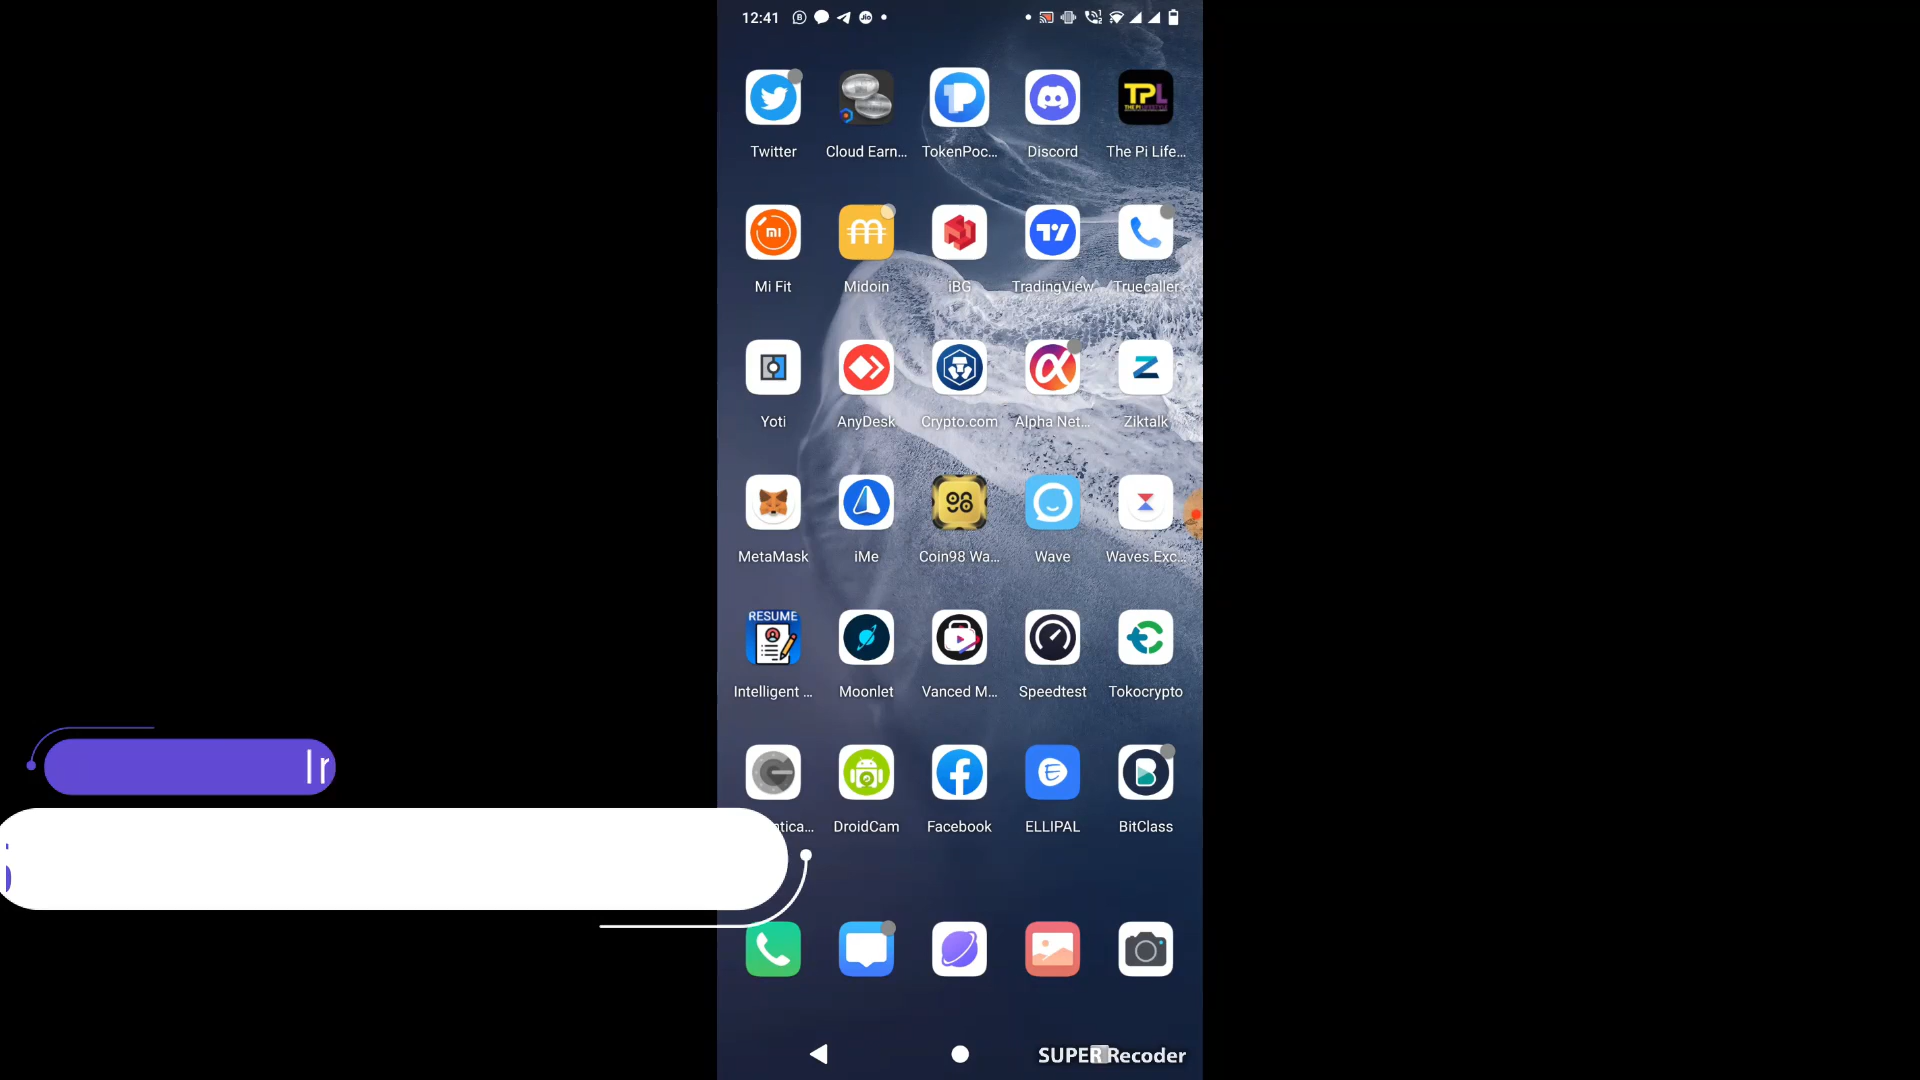 12:41
Twitter Cloud Earn... TokenPoc... Discord The Pi Life...
Mi Fit Midoin iBG TradingView Truecaller
Yoti AnyDesk Crypto.com Alpha Net... Ziktalk
MetaMask iMe Coin98 Wa... Wave Waves.Exc...
RESUME
Intelligent ... Moonlet Vanced M... Speedtest Tokocrypto
DroidCam Facebook ELLIPAL BitClass
SUPER Recoder